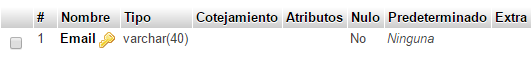 # Nombre Tipo Cotejamiento Atributos Nulo Predeterminado Extra
1 Email varchar(40) No Ninguna